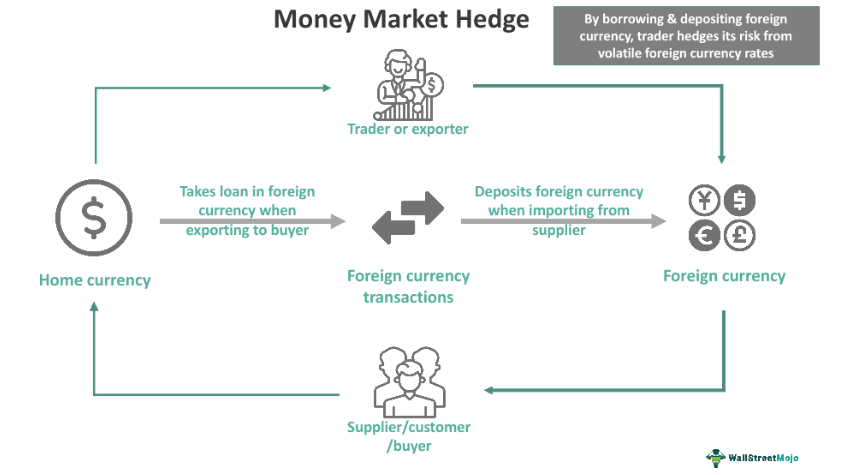 Money Market Hedge
By borrowing & depositing foreign
currency, trader hedges its risk from
volatile foreign currency rates
$
Trader or exporter
$
Takes loan in foreign
currency when
exporting to buyer
Deposits foreign currency
when importing from
supplier
¥ $
€ £
Home currency
Foreign currency
transactions
Foreign currency
Supplier/customer
/buyer
WallStreetMojo